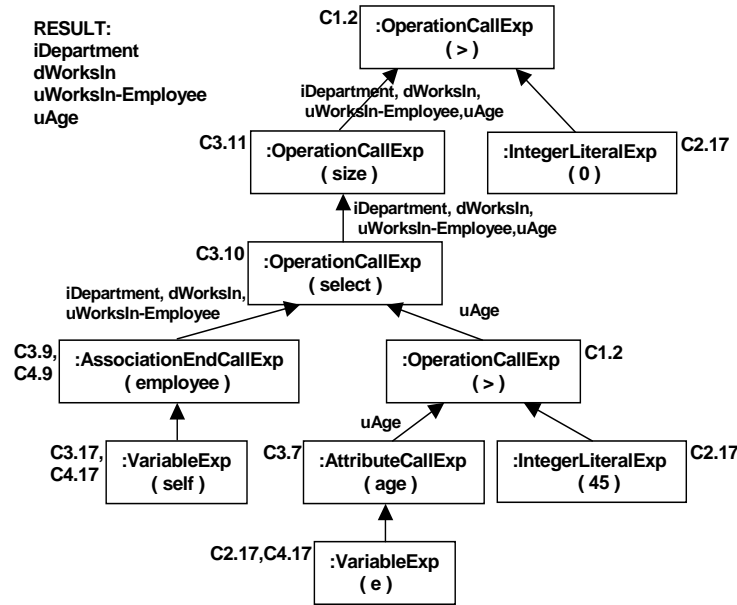 RESULT:
iDepartment
dWorksIn
uWorksIn-Employee
uAge
C1.2
:OperationCallExp
( > )
iDepartment, dWorksIn,
uWorksIn-Employee,uAge
C3.11
:OperationCallExp
( size )
:IntegerLiteralExp
( 0 )
C2.17
iDepartment, dWorksIn,
uWorksIn-Employee,uAge
C3.10
:OperationCallExp
( select )
iDepartment, dWorksIn,
uWorksIn-Employee
uAge
C3.9,
C4.9
:AssociationEndCallExp
( employee )
:OperationCallExp
( > )
C1.2
uAge
C3.17,
C4.17
:VariableExp
( self )
C3.7
:AttributeCallExp
( age )
:IntegerLiteralExp
( 45 )
C2.17
C2.17,C4.17
:VariableExp
( e )